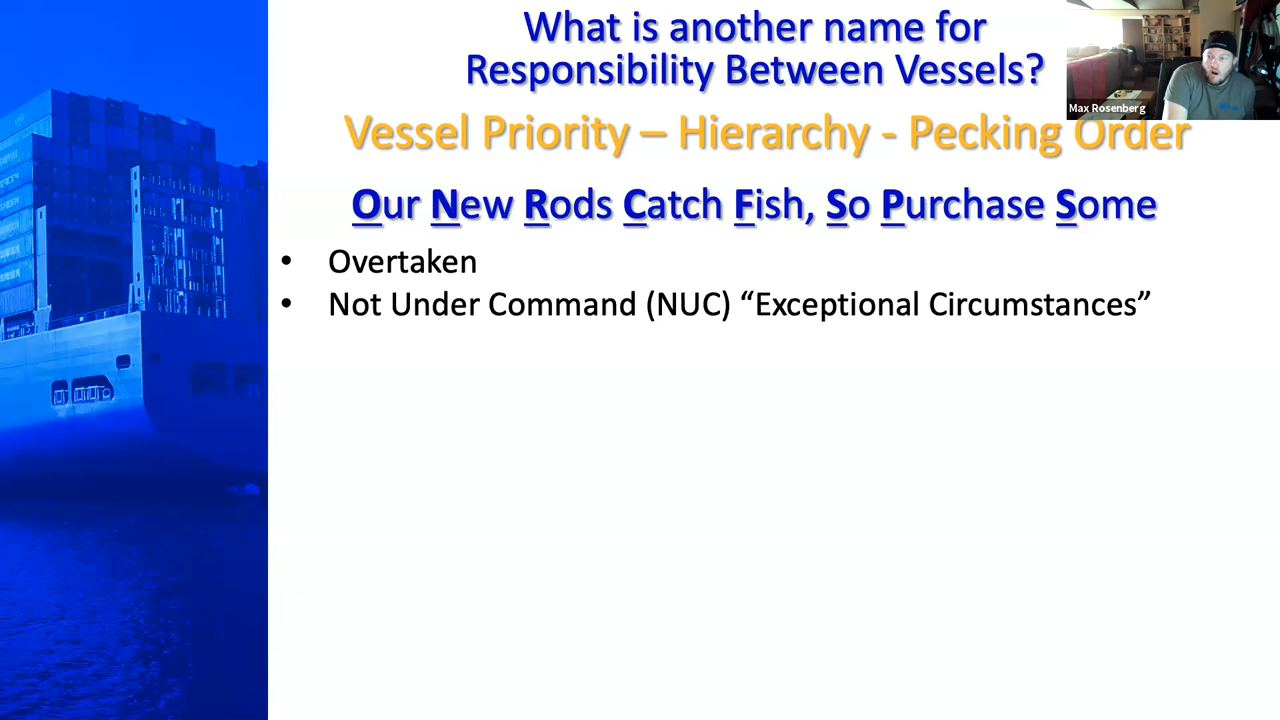 What is another name for
Responsibility Between Vessels?
Max Rosenberg
Vessel Priority – Hierarchy - Pecking Order
Our New Rods Catch Fish, So Purchase Some
• Overtaken
• Not Under Command (NUC) “Exceptional Circumstances”